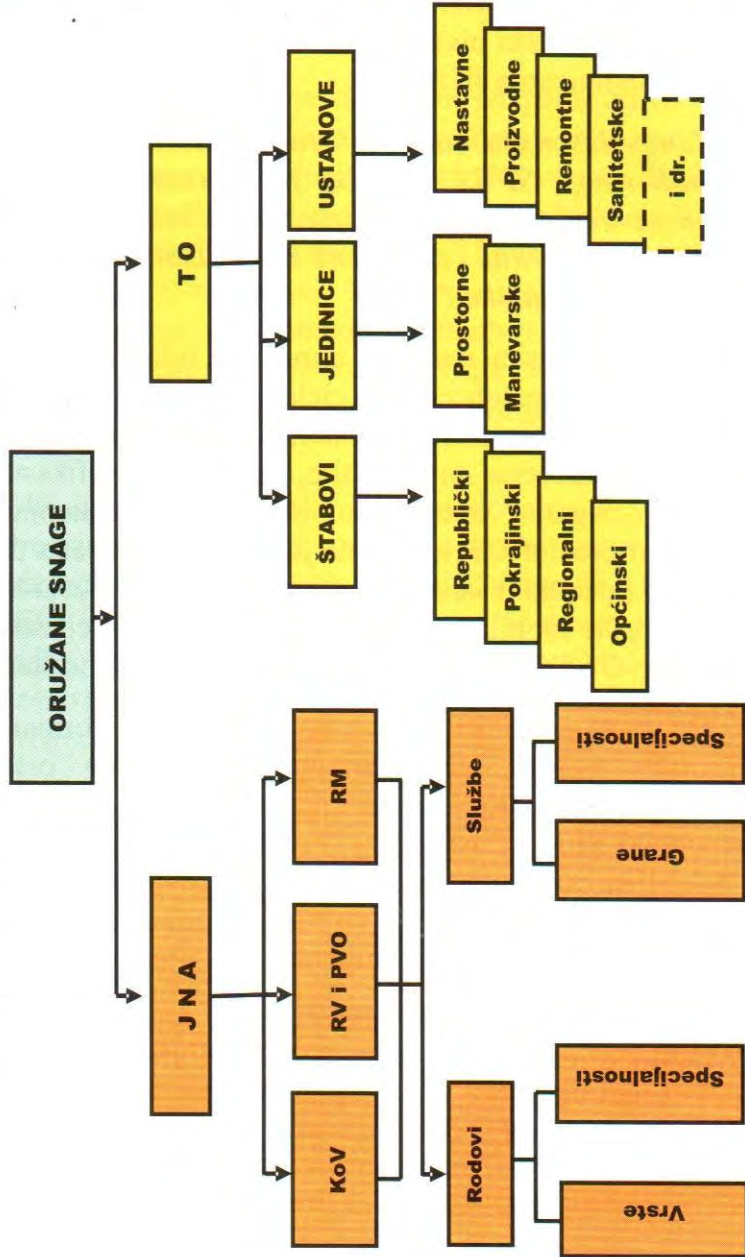 ORUŽANE SNAGE
J N A
T O
KoV
RV i PVO
RM
ŠTABOVI
JEDINICE
USTANOVE
Rodovi
Službe
Vrste
Specijalnosti
Grane
Specijalnosti
Republički
Pokrajinski
Regionalni
Općinski
Prostorne
Manevarske
Nastavne
Proizvodne
Remontne
Sanitetske
i dr.